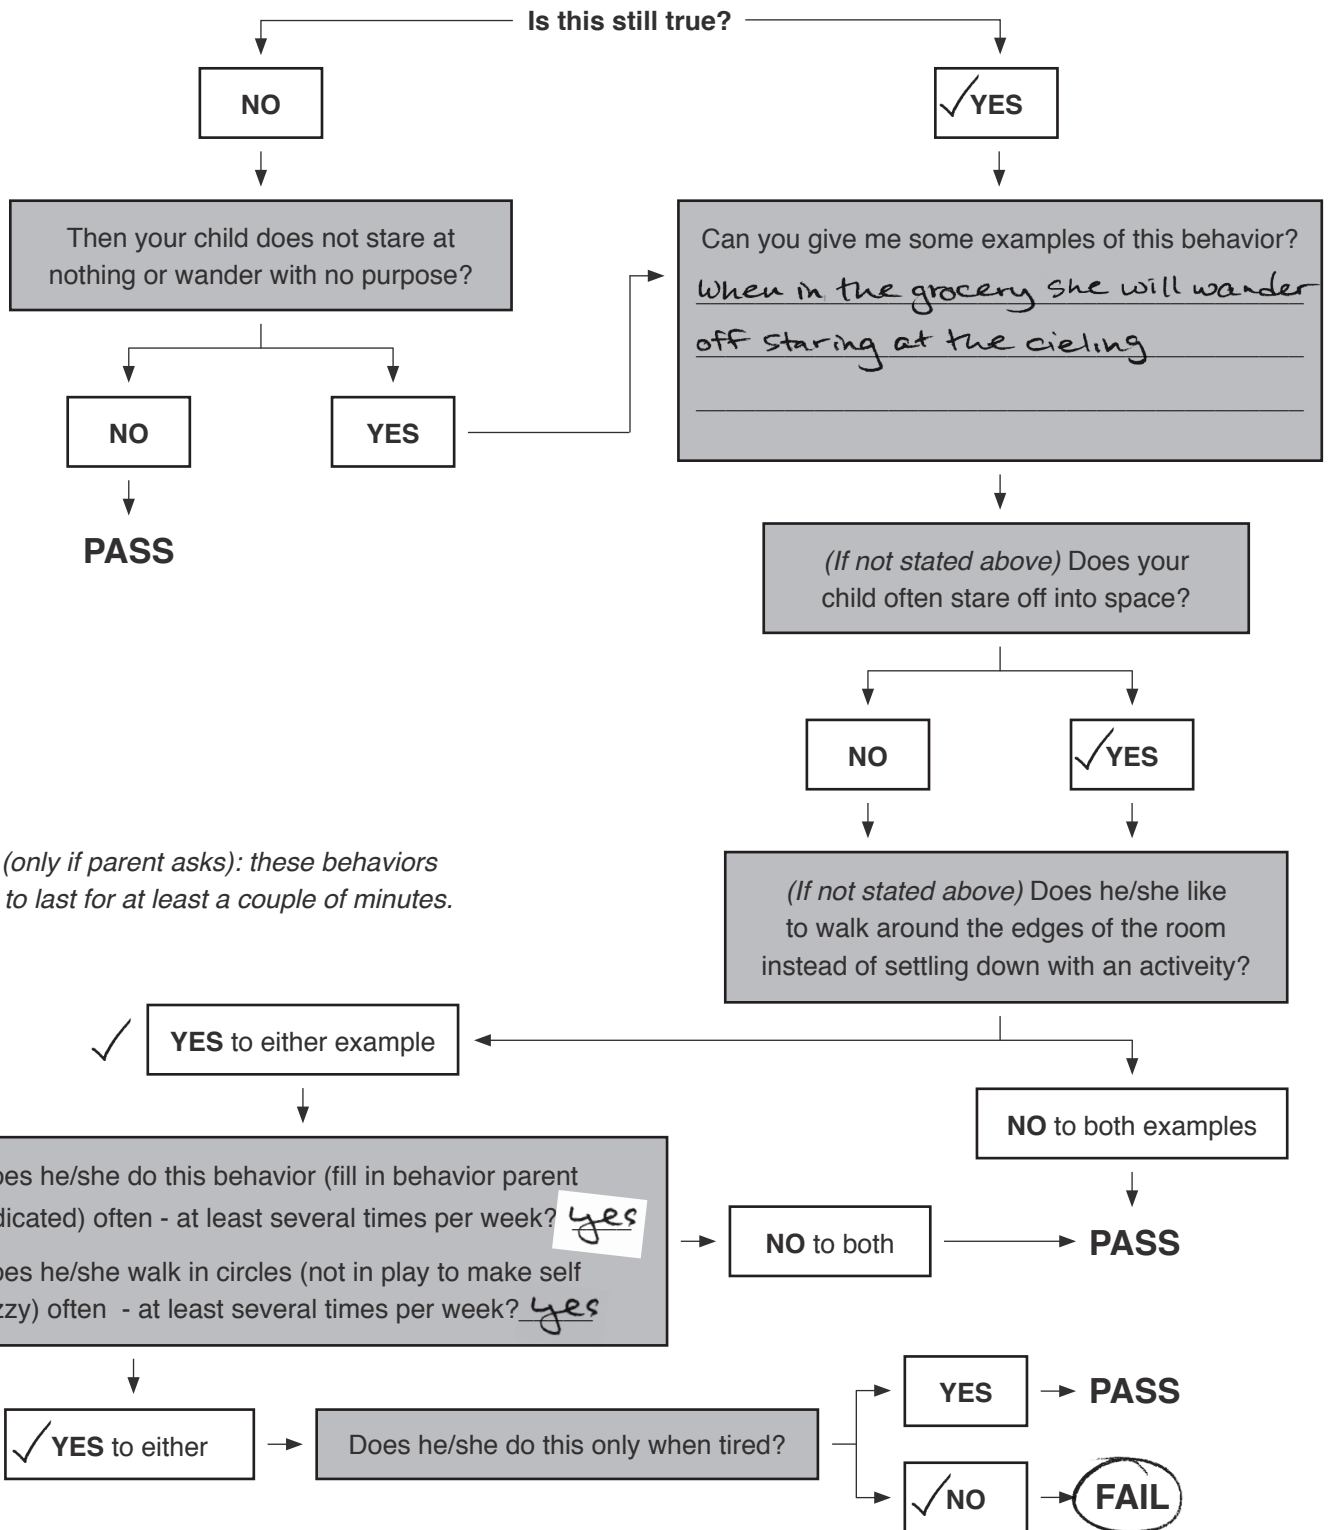 Is this still true?
NO
YES
Then your child does not stare at
nothing or wander with no purpose?
Can you give me some examples of this behavior?
When in the grocery she will wander
off staring at the cieling
NO
YES
PASS
(If not stated above) Does your
child often stare off into space?
NO
YES
(only if parent asks): these behaviors
to last for at least a couple of minutes.
(If not stated above) Does he/she like
to walk around the edges of the room
instead of settling down with an activeity?
YES to either example
NO to both examples
oes he/she do this behavior (fill in behavior parent
dicated) often - at least several times per week? yes
oes he/she walk in circles (not in play to make self
zzy) often - at least several times per week? yes
NO to both
PASS
YES to either
Does he/she do this only when tired?
YES
PASS
NO
FAIL